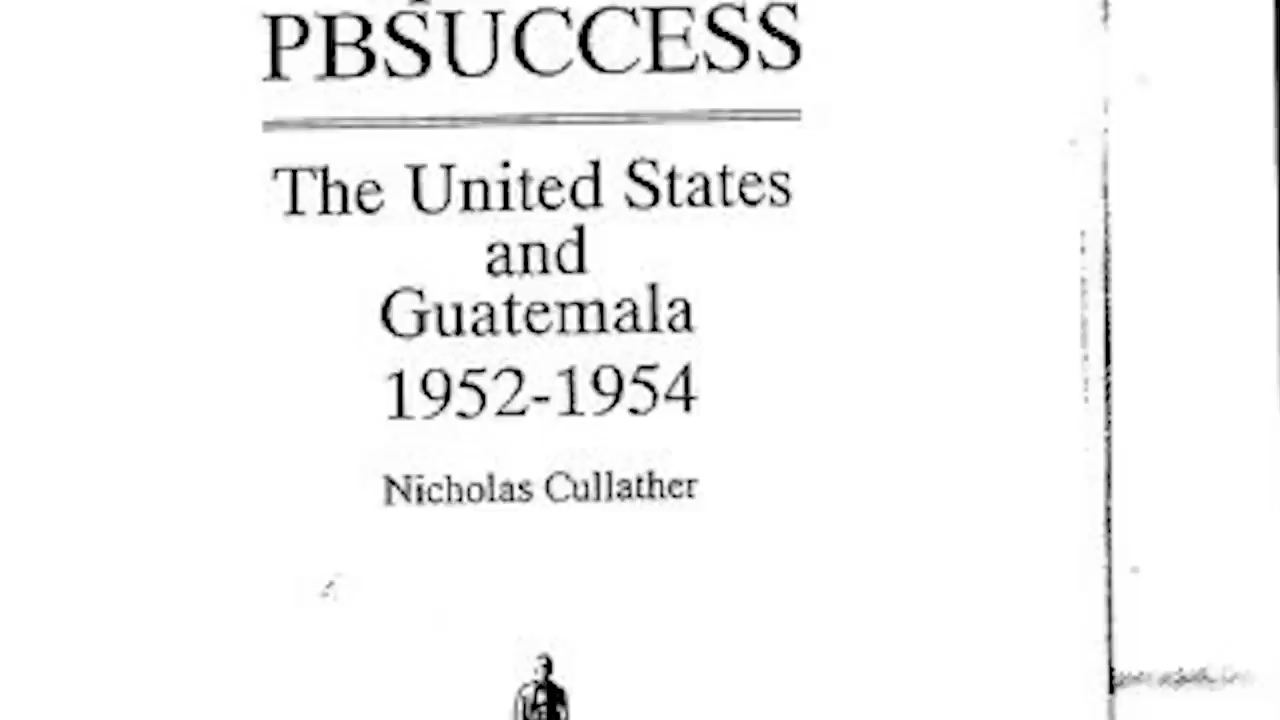 PBSUCCESS
The United States
and
Guatemala
1952-1954
Nicholas Cullather